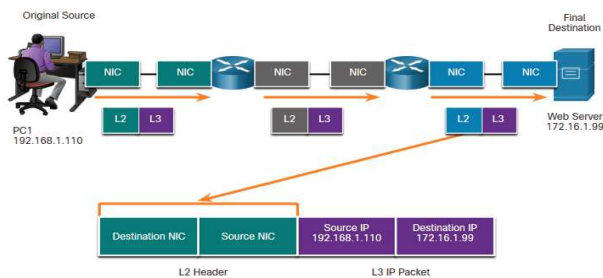 Original Source
Final
Destination
NIC
NIC
NIC
NIC
NIC
NIC
L2
L3
L2
L3
L2
L3
PC1
192.168.1.110
Web Server
172.16.1.99
Destination NIC
Source NIC
Source IP
192.168.1.110
Destination IP
172.16.1.99
L2 Header
L3 IP Packet